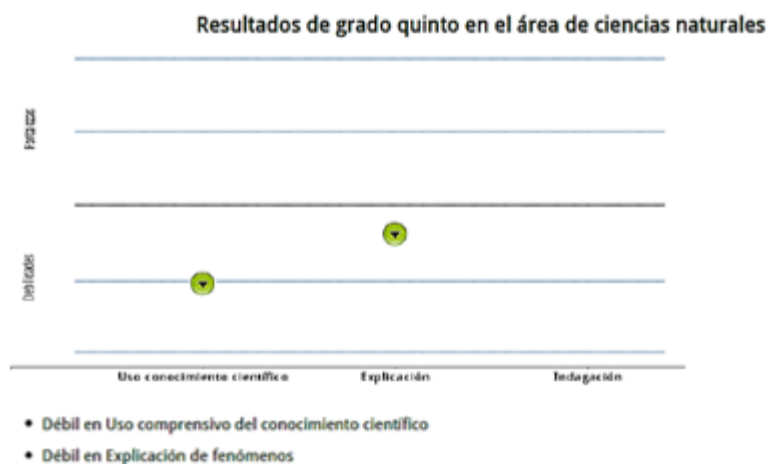 Resultados de grado quinto en el área de ciencias naturales
Fortalezas
Debilidades
Uso conocimiento científico Explicación Indagación
• Débil en Uso comprensivo del conocimiento científico
• Débil en Explicación de fenómenos